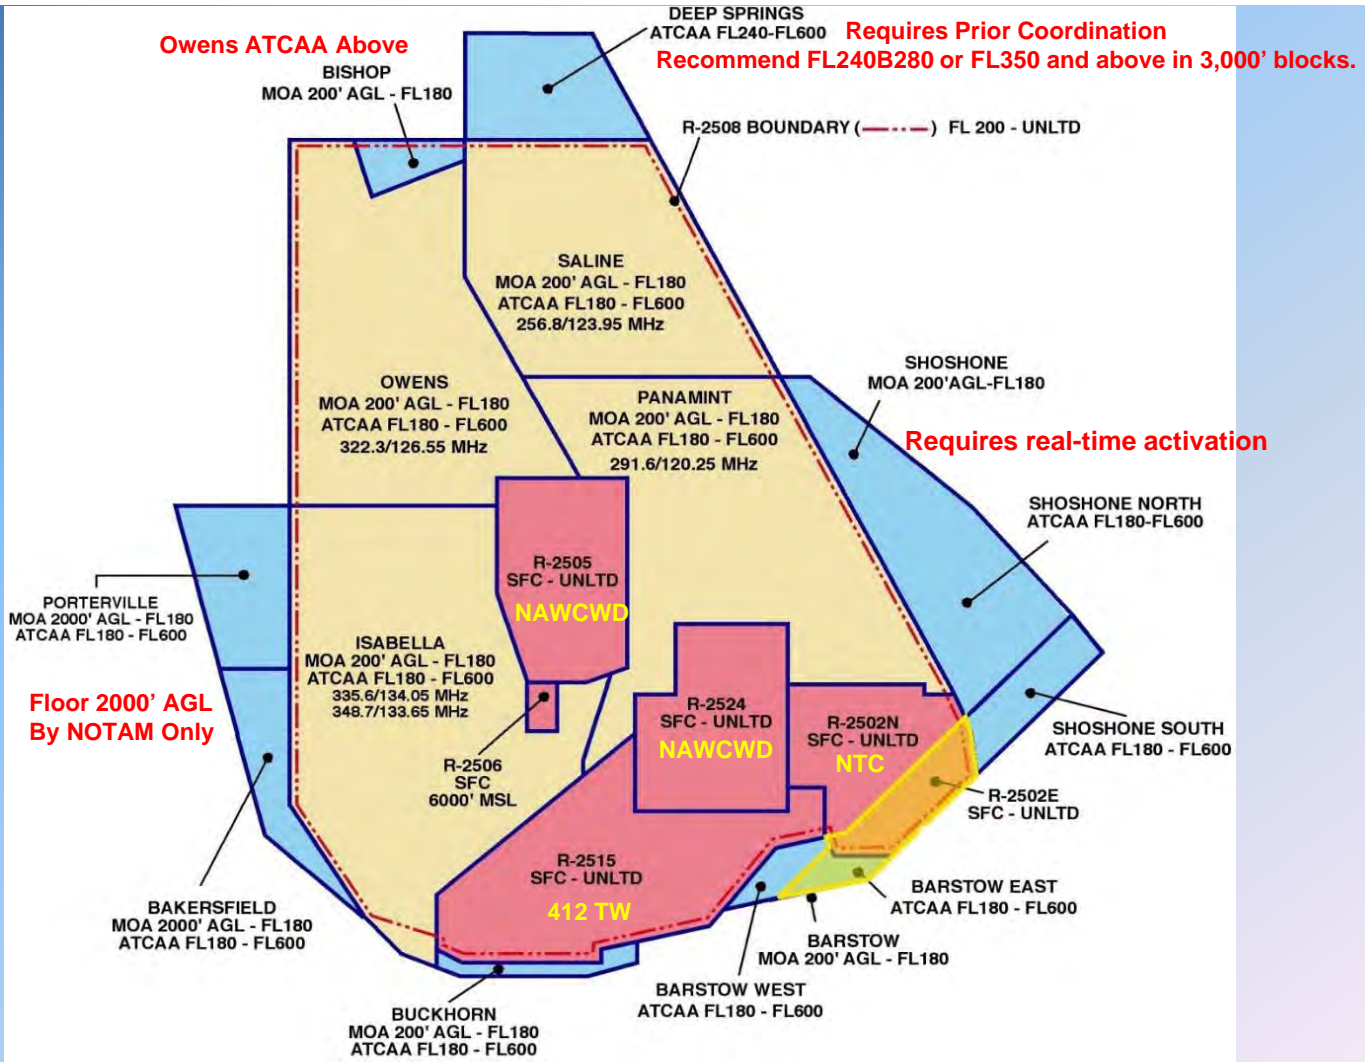 DEEP SPRINGS
ATCAA FL240-FL600
Requires Prior Coordination
Recommend FL240B280 or FL350 and above in 3,000’ blocks.
Owens ATCAA Above
BISHOP
MOA 200' AGL - FL180
R-2508 BOUNDARY ( ) FL 200 - UNLTD
SALINE
MOA 200' AGL - FL180
ATCAA FL180 - FL600
256.8/123.95 MHz
SHOSHONE
MOA 200'AGL-FL180
OWENS
MOA 200' AGL - FL180
ATCAA FL180 - FL600
322.3/126.55 MHz
PANAMINT
MOA 200' AGL - FL180
ATCAA FL180 - FL600
291.6/120.25 MHz
Requires real-time activation
SHOSHONE NORTH
ATCAA FL180-FL600
R-2505
SFC - UNLTD
NAWCWD
PORTERVILLE
MOA 2000' AGL - FL180
ATCAA FL180 - FL600
ISABELLA
MOA 200' AGL - FL180
ATCAA FL180 - FL600
335.6/134.05 MHz
348.7/133.65 MHz
Floor 2000’ AGL
By NOTAM Only
R-2524
SFC - UNLTD
NAWCWD
R-2502N
SFC - UNLTD
NTC
SHOSHONE SOUTH
ATCAA FL180 - FL600
R-2506
SFC
6000' MSL
R-2502E
SFC - UNLTD
R-2515
SFC - UNLTD
412 TW
BARSTOW EAST
ATCAA FL180 - FL600
BAKERSFIELD
MOA 2000' AGL - FL180
ATCAA FL180 - FL600
BARSTOW
MOA 200' AGL - FL180
BARSTOW WEST
ATCAA FL180 - FL600
BUCKHORN
MOA 200' AGL - FL180
ATCAA FL180 - FL600